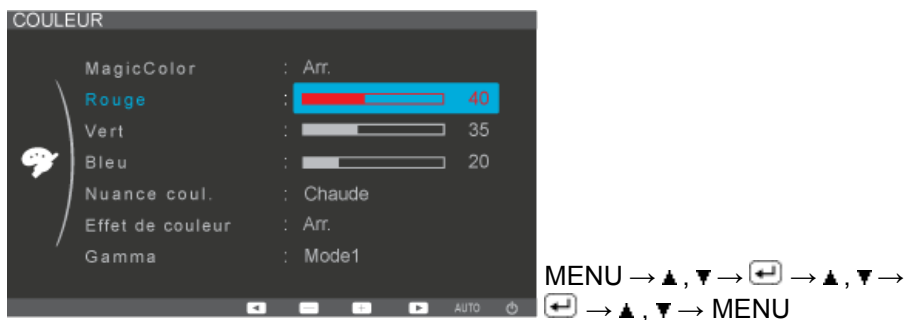 COULEUR
MagicColor : Arr.
Rouge : 40
Vert : 35
Bleu : 20
Nuance coul. : Chaude
Effet de couleur : Arr.
Gamma : Mode1
AUTO
MENU → ▲ , ▼ → ↵ → ▲ , ▼ →
↵ → ▲ , ▼ → MENU